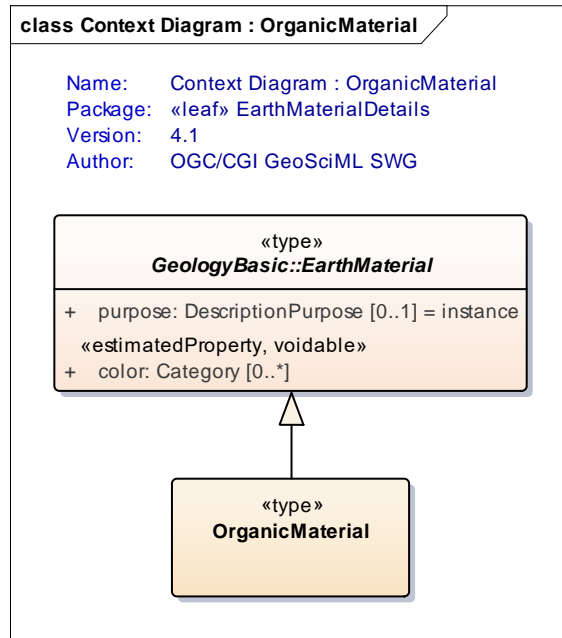 class Context Diagram : OrganicMaterial
Name: Context Diagram : OrganicMaterial
Package: «leaf» EarthMaterialDetails
Version: 4.1
Author: OGC/CGI GeoSciML SWG
«type»
GeologyBasic::EarthMaterial
+ purpose: DescriptionPurpose [0..1] = instance
«estimatedProperty, voidable»
+ color: Category [0..*]
«type»
OrganicMaterial